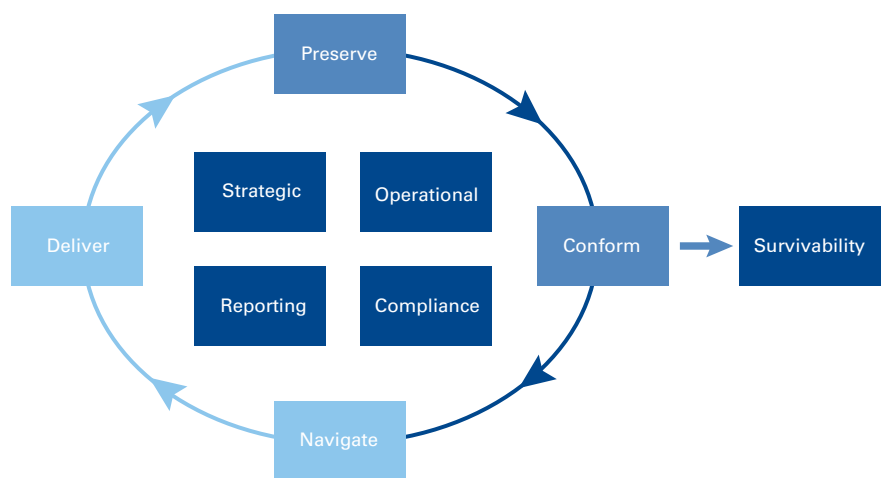 Preserve
Strategic
Operational
Deliver
Conform
Survivability
Reporting
Compliance
Navigate